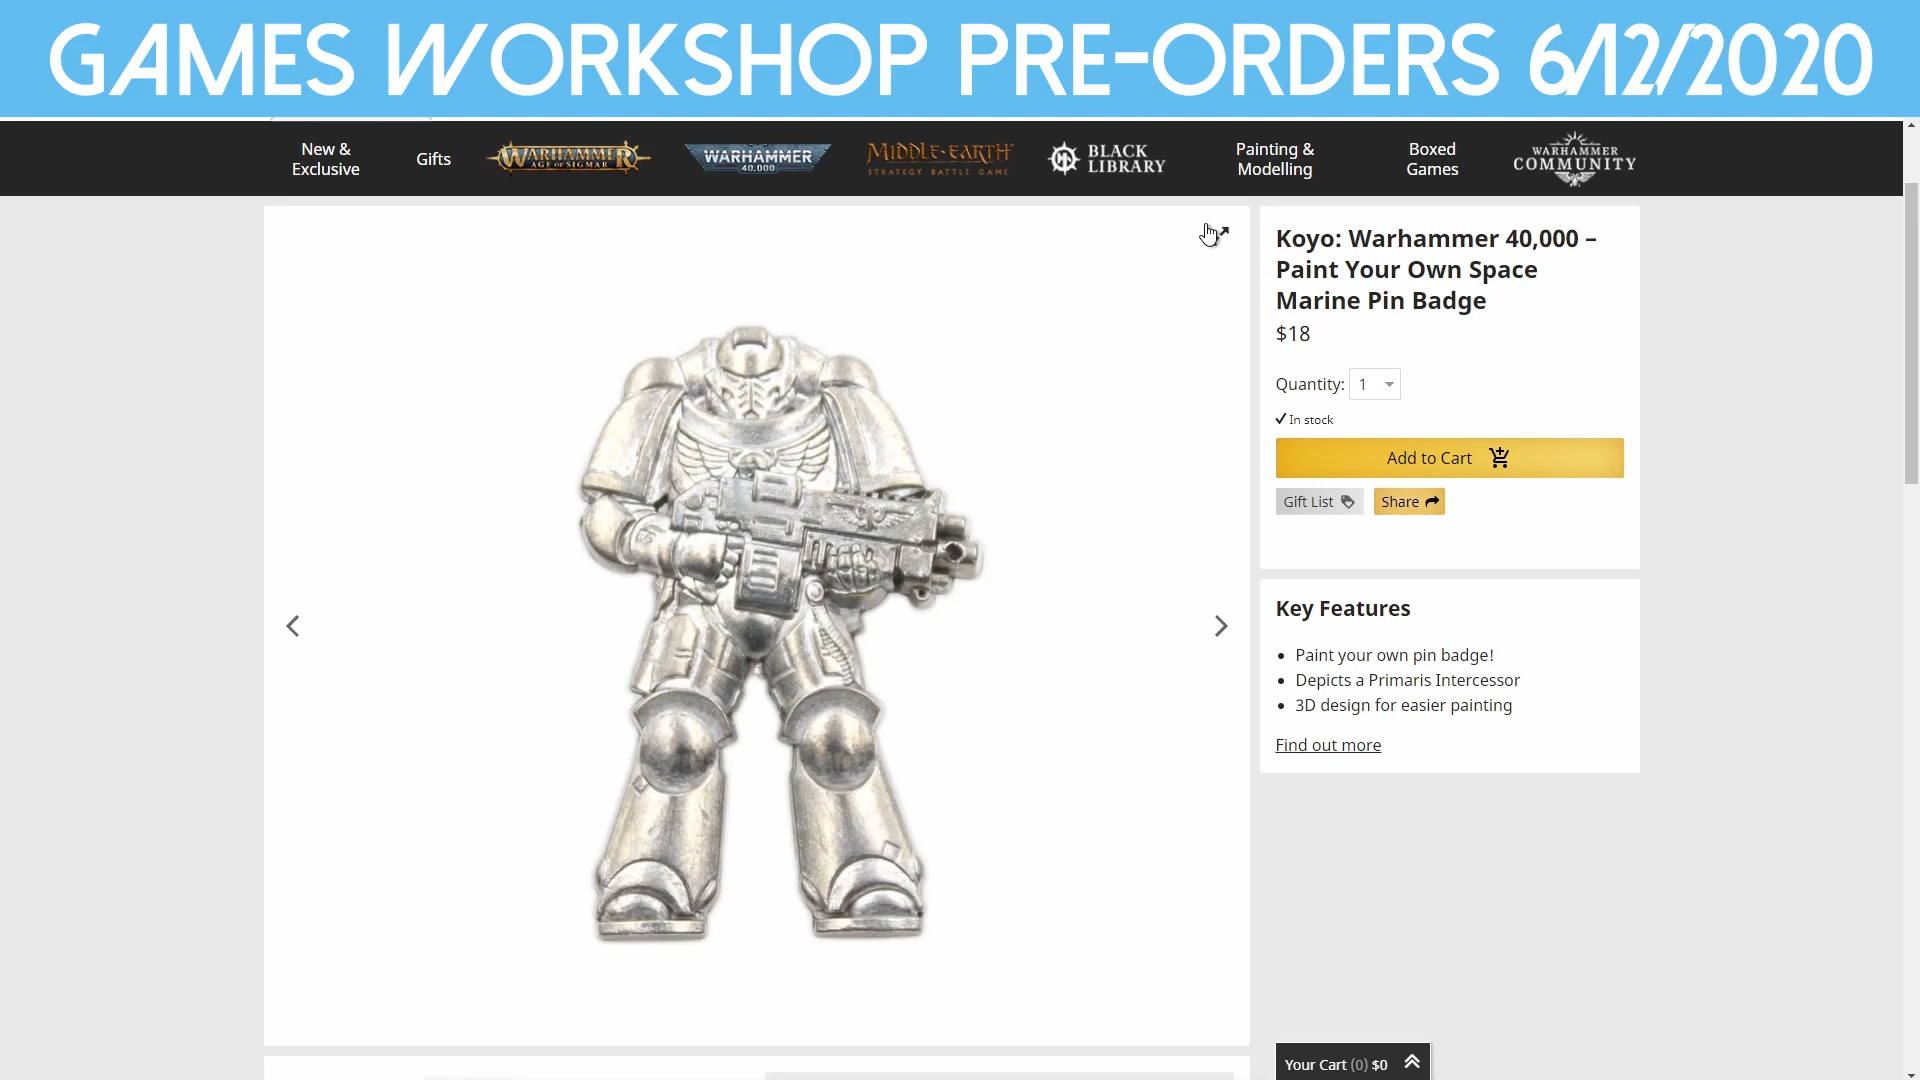 GAMES WORKSHOP PRE-ORDERS 6/12/2020
New &
Exclusive
Gifts
WARHAMMER
AGE OF SIGMAR
WARHAMMER
40,000
MIDDLE-EARTH
STRATEGY BATTLE GAME
BLACK
LIBRARY
Painting &
Modelling
Boxed
Games
WARHAMMER
COMMUNITY
Koyo: Warhammer 40,000 –
Paint Your Own Space
Marine Pin Badge
$18
Quantity: 1
In stock
Add to Cart
Gift List
Share
Key Features
• Paint your own pin badge!
• Depicts a Primaris Intercessor
• 3D design for easier painting
Find out more
Your Cart (0) $0